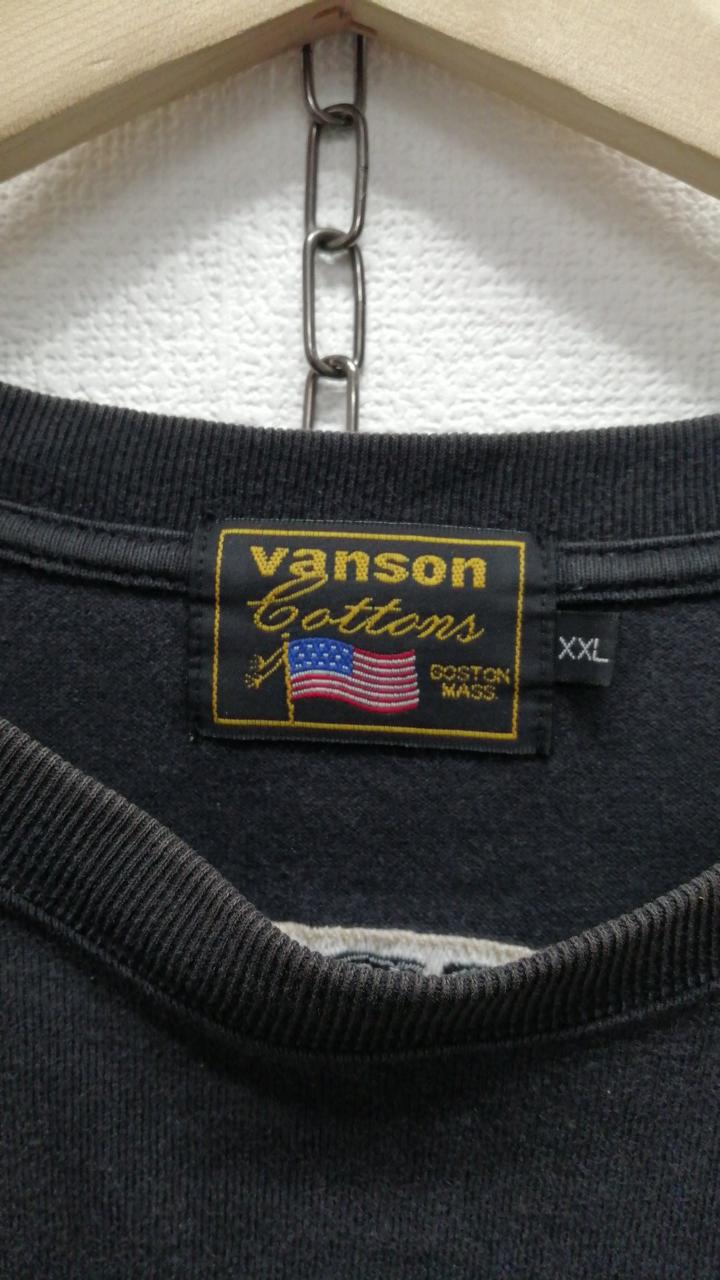 vanson
Cottons
BOSTON
MASS.
XXL